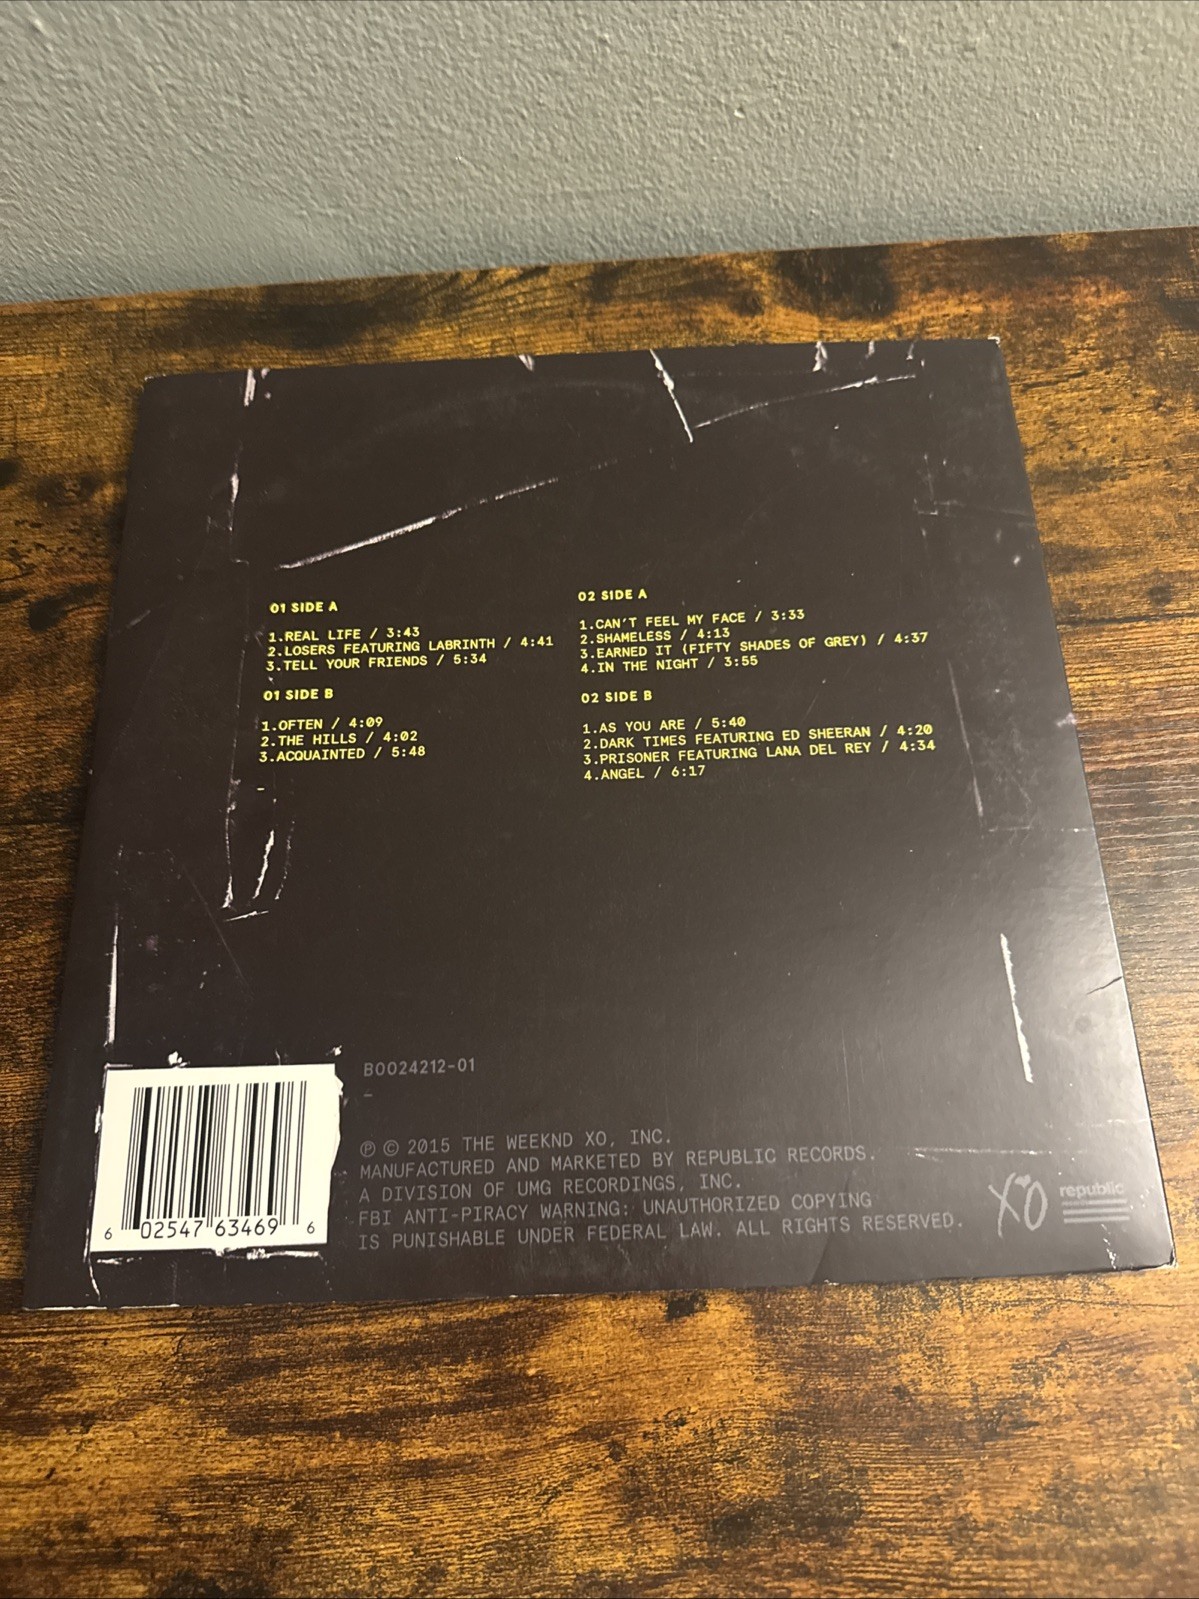 01 SIDE A
1.REAL LIFE / 3:43
2.LOSERS FEATURING LABRINTH / 4:41
3.TELL YOUR FRIENDS / 5:34
01 SIDE B
1.OFTEN / 4:09
2.THE HILLS / 4:02
3.ACQUAINTED / 5:48
02 SIDE A
1.CAN'T FEEL MY FACE / 3:33
2.SHAMELESS / 4:13
3.EARNED IT (FIFTY SHADES OF GREY) / 4:37
4.IN THE NIGHT / 3:55
02 SIDE B
1.AS YOU ARE / 5:40
2.DARK TIMES FEATURING ED SHEERAN / 4:20
3.PRISONER FEATURING LANA DEL REY / 4:34
4.ANGEL / 6:17
B0024212-01
℗ © 2015 THE WEEKND XO, INC.
MANUFACTURED AND MARKETED BY REPUBLIC RECORDS.
A DIVISION OF UMG RECORDINGS, INC.
FBI ANTI-PIRACY WARNING: UNAUTHORIZED COPYING
IS PUNISHABLE UNDER FEDERAL LAW. ALL RIGHTS RESERVED.
6 02547 63469 6
XO
republic